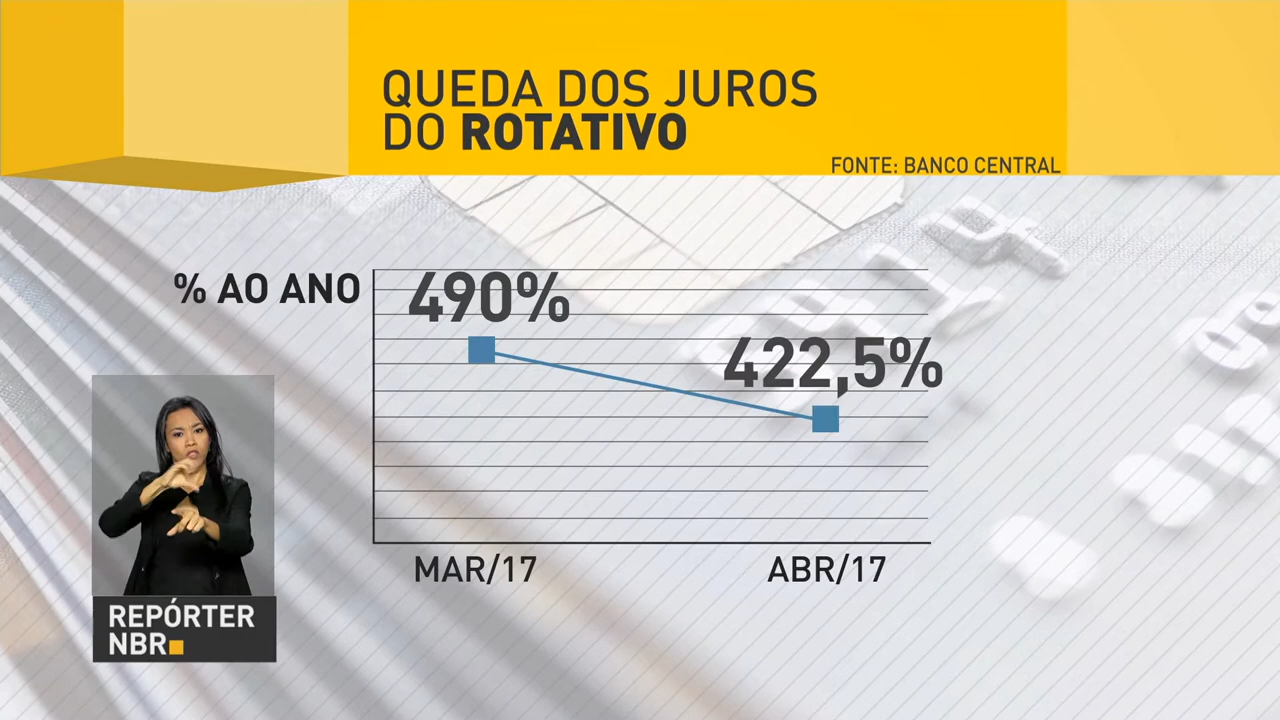 QUEDA DOS JUROS
DO ROTATIVO
FONTE: BANCO CENTRAL
% AO ANO
490%
422,5%
MAR/17
ABR/17
REPÓRTER
NBR